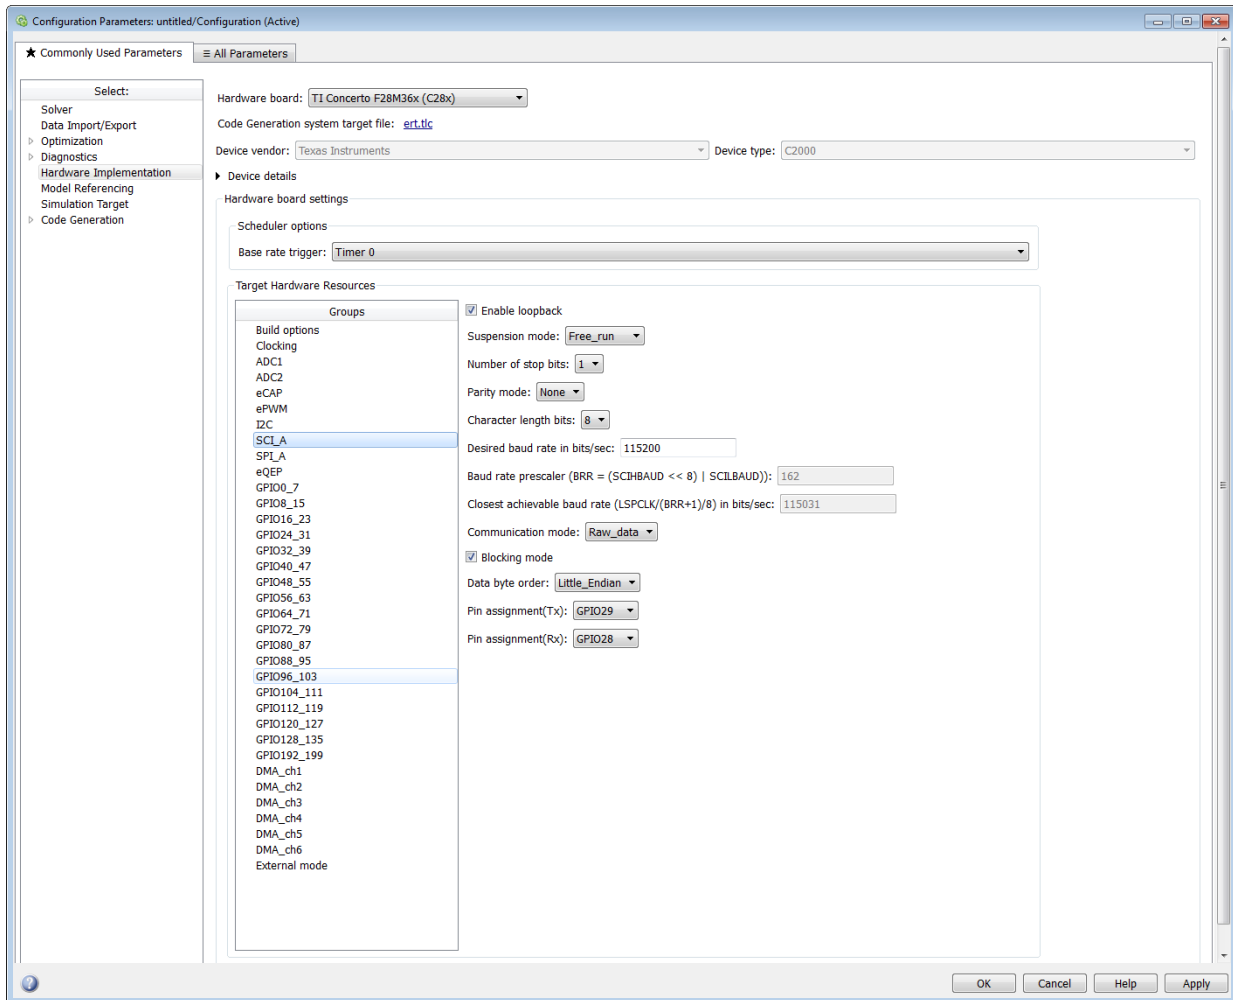 Configuration Parameters: untitled/Configuration (Active)
★ Commonly Used Parameters
≡ All Parameters
Select:
Solver
Data Import/Export
Optimization
Diagnostics
Hardware Implementation
Model Referencing
Simulation Target
Code Generation
Hardware board: TI Concerto F28M36x (C28x)
Code Generation system target file: ert.tlc
Device vendor: Texas Instruments Device type: C2000
Device details
Hardware board settings
Scheduler options
Base rate trigger: Timer 0
Target Hardware Resources
Groups
Build options
Clocking
ADC1
ADC2
eCAP
ePWM
I2C
SCI_A
SPI_A
eQEP
GPIO0_7
GPIO8_15
GPIO16_23
GPIO24_31
GPIO32_39
GPIO40_47
GPIO48_55
GPIO56_63
GPIO64_71
GPIO72_79
GPIO80_87
GPIO88_95
GPIO96_103
GPIO104_111
GPIO112_119
GPIO120_127
GPIO128_135
GPIO192_199
DMA_ch1
DMA_ch2
DMA_ch3
DMA_ch4
DMA_ch5
DMA_ch6
External mode
Enable loopback
Suspension mode: Free_run
Number of stop bits: 1
Parity mode: None
Character length bits: 8
Desired baud rate in bits/sec: 115200
Baud rate prescaler (BRR = (SCIHBAUD << 8) | SCILBAUD)): 162
Closest achievable baud rate (LSPCLK/(BRR+1)/8) in bits/sec: 115031
Communication mode: Raw_data
Blocking mode
Data byte order: Little_Endian
Pin assignment(Tx): GPIO29
Pin assignment(Rx): GPIO28
OK Cancel Help Apply